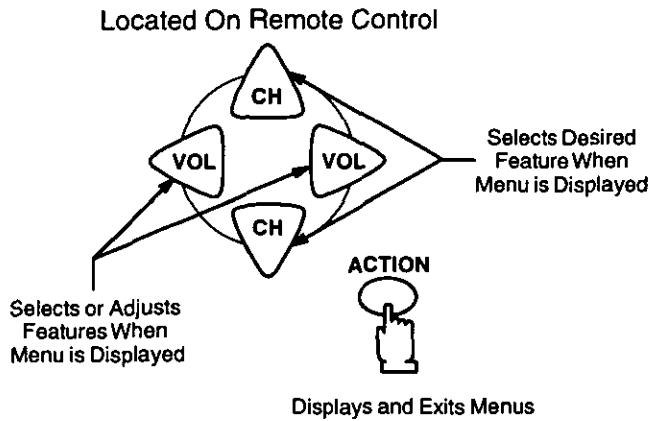 Located On Remote Control
CH
VOL
VOL
CH
Selects Desired
Feature When
Menu is Displayed
ACTION
Selects or Adjusts
Features When
Menu is Displayed
Displays and Exits Menus